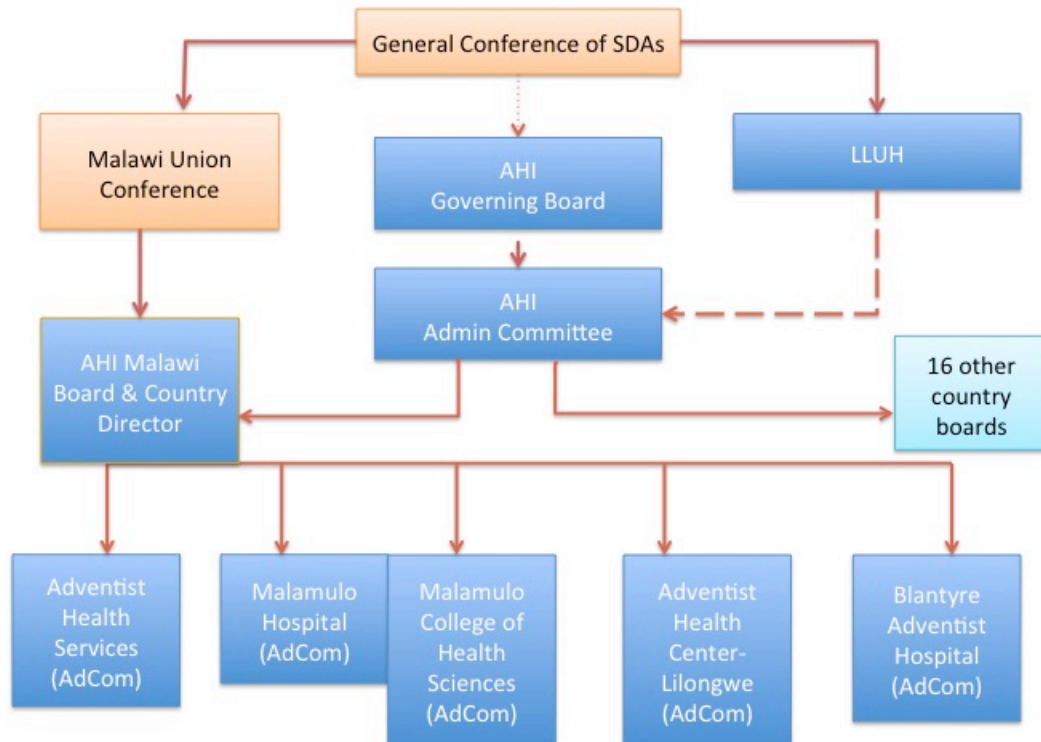 General Conference of SDAs
Malawi Union
Conference
AHI
Governing Board
LLUH
AHI
Admin Committee
AHI Malawi
Board & Country
Director
16 other
country
boards
Adventist
Health
Services
(AdCom)
Malamulo
Hospital
(AdCom)
Malamulo
College of
Health
Sciences
(AdCom)
Adventist
Health
Center-
Lilongwe
(AdCom)
Blantyre
Adventist
Hospital
(AdCom)